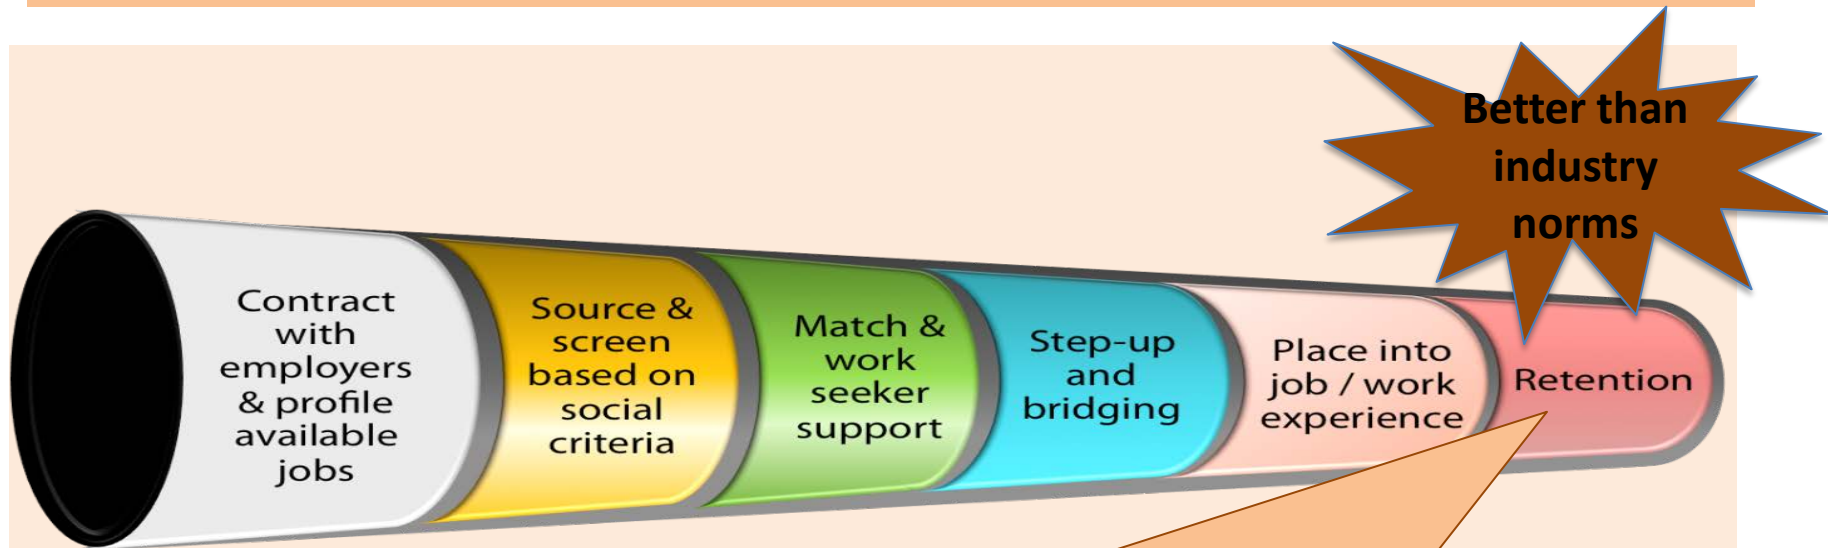 Better than
industry
norms
Contract
with
employers
& profile
available
jobs
Source &
screen
based on
social
criteria
Match &
work
seeker
support
Step-up
and
bridging
Place into
job / work
experience
Retention